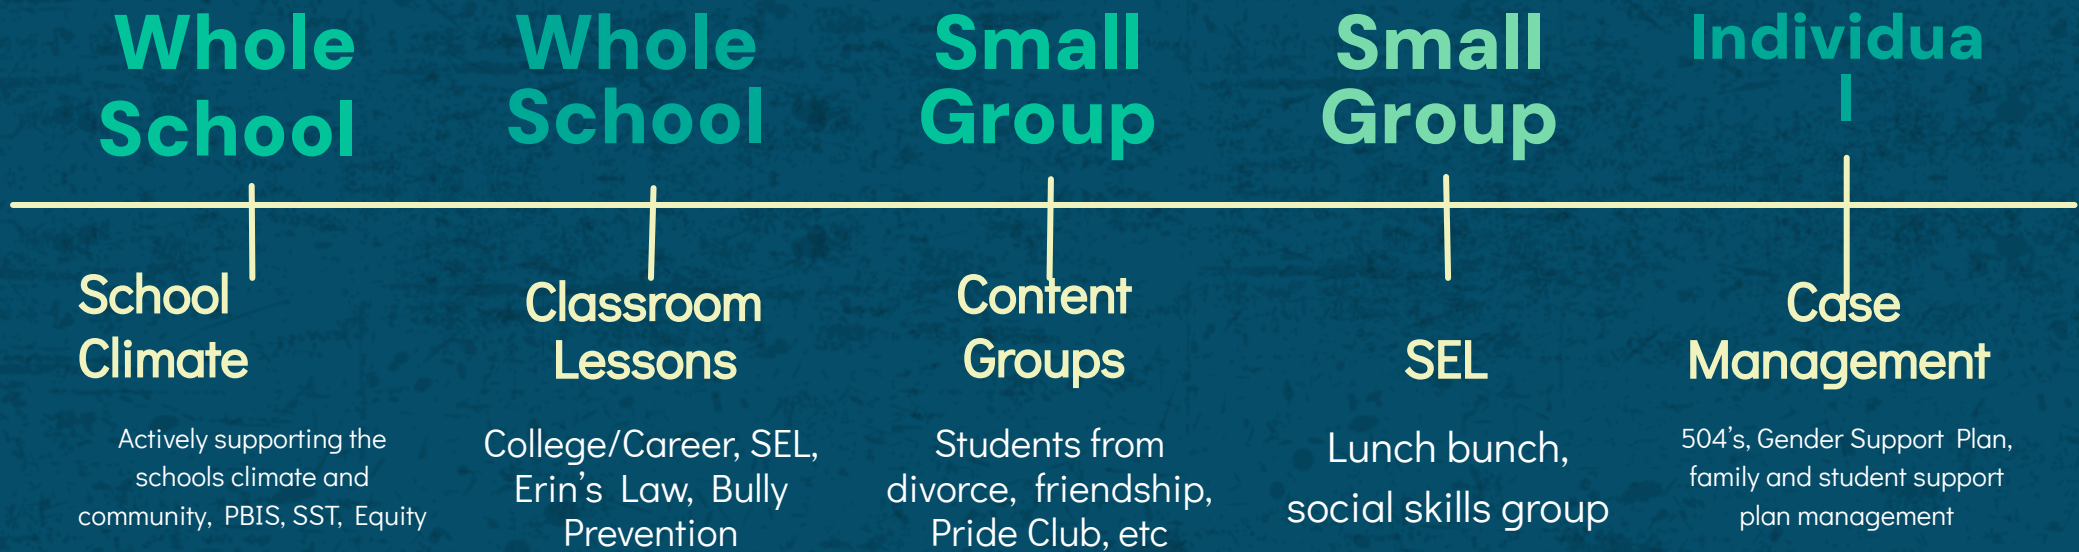 Whole
School
School
Climate
Actively supporting the
schools climate and
community, PBIS, SST, Equity
Whole
School
Classroom
Lessons
College/Career, SEL,
Erin's Law, Bully
Prevention
Small
Group
Content
Groups
Students from
divorce, friendship,
Pride Club, etc
Small
Group
SEL
Lunch bunch,
social skills group
Individua
l
Case
Management
504's, Gender Support Plan,
family and student support
plan management